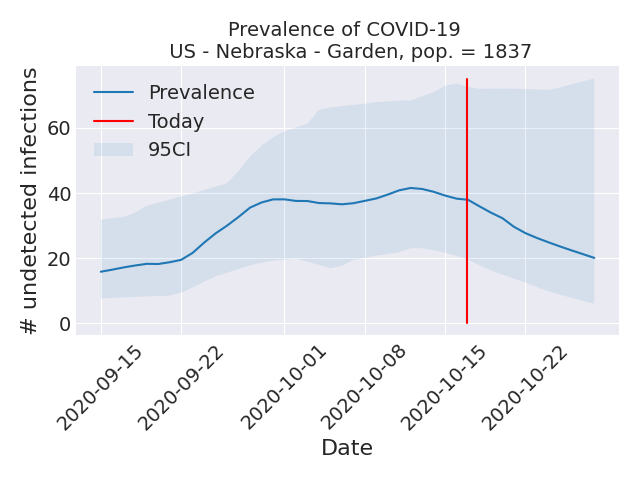 Prevalence of COVID-19
US - Nebraska - Garden, pop. = 1837
# undetected infections
60
40
20
0
Prevalence
Today
95CI
2020-09-15
2020-09-22
2020-10-01
2020-10-08
2020-10-15
2020-10-22
Date